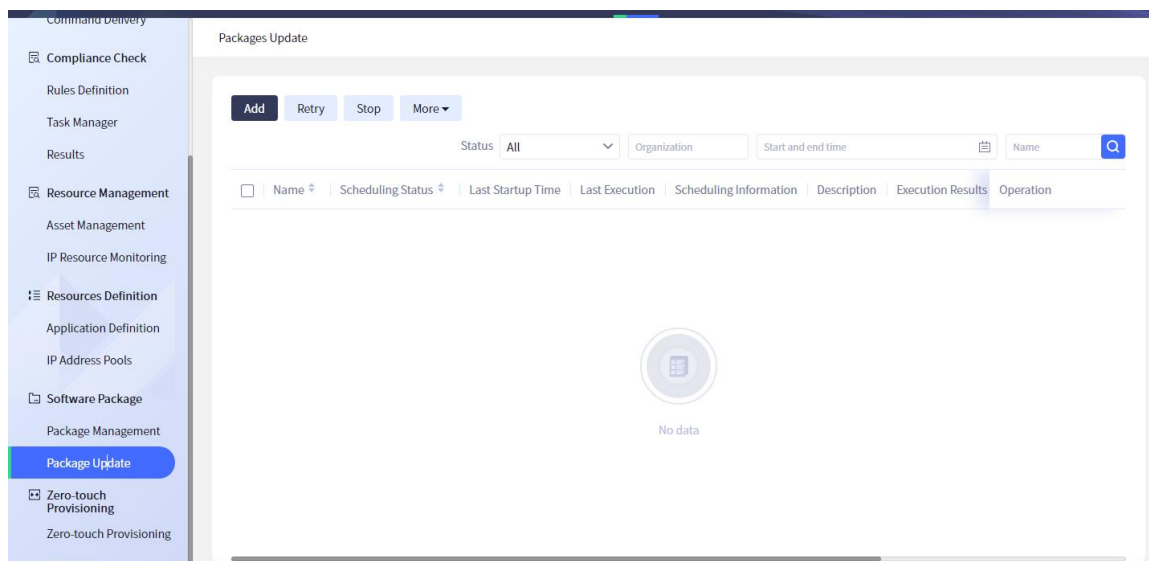 Command Delivery
Compliance Check
Rules Definition
Task Manager
Results
Resource Management
Asset Management
IP Resource Monitoring
Resources Definition
Application Definition
IP Address Pools
Software Package
Package Management
Package Update
Zero-touch
Provisioning
Zero-touch Provisioning
Packages Update
Add Retry Stop More
Status All Organization Start and end time Name
Name Scheduling Status Last Startup Time Last Execution Scheduling Information Description Execution Results Operation
No data